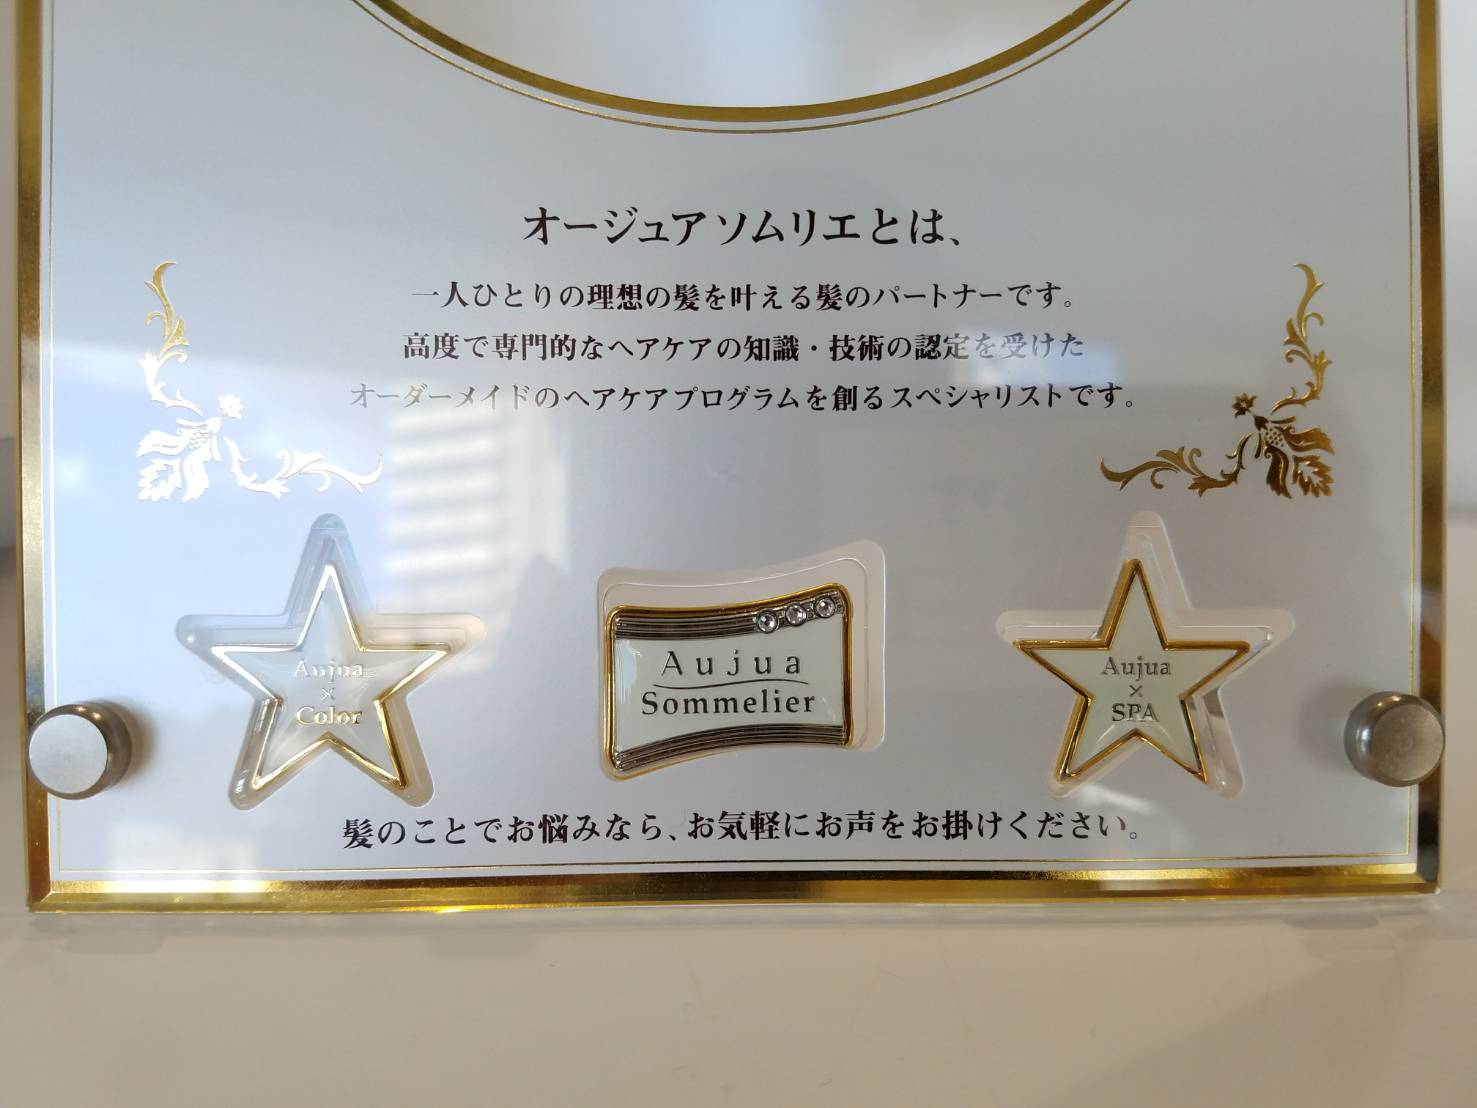 オージュアソムリエとは、
一人ひとりの理想の髪を叶える髪のパートナーです。
高度で専門的なヘアケアの知識・技術の認定を受けた
オーダーメイドのヘアケアプログラムを創るスペシャリストです。
Aujua
×
Color
Aujua
Sommelier
Aujua
×
SPA
髪のことでお悩みなら、お気軽にお声をお掛けください。